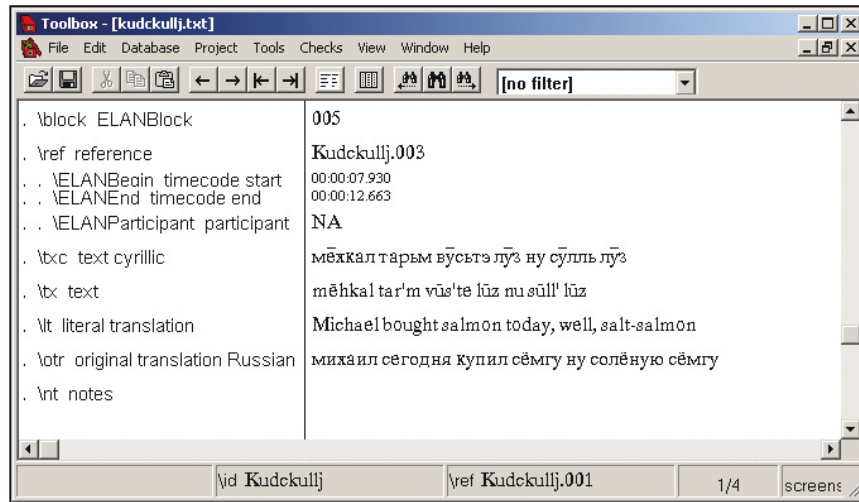 Toolbox - [kudckullj.txt]
File Edit Database Project Tools Checks View Window Help
[no filter]
. \block ELANBlock 005
. \ref reference Kudckullj.003
. . \ELANBegin timecode start 00:00:07.930
. . \ELANEnd timecode end 00:00:12.663
. . \ELANParticipant participant NA
. \txc text cyrillic мē̈хкал тарьм вӯсьтэ лӯз ну сӯлль лӯз
. \tx text mēhkal tar'm vūs'te lūz nu sūll' lūz
. \lt literal translation Michael bought salmon today, well, salt-salmon
. \otr original translation Russian михаил сегодня купил сёмгу ну солёную сёмгу
. \nt notes
\id Kudckullj \ref Kudckullj.001 1/4 screens